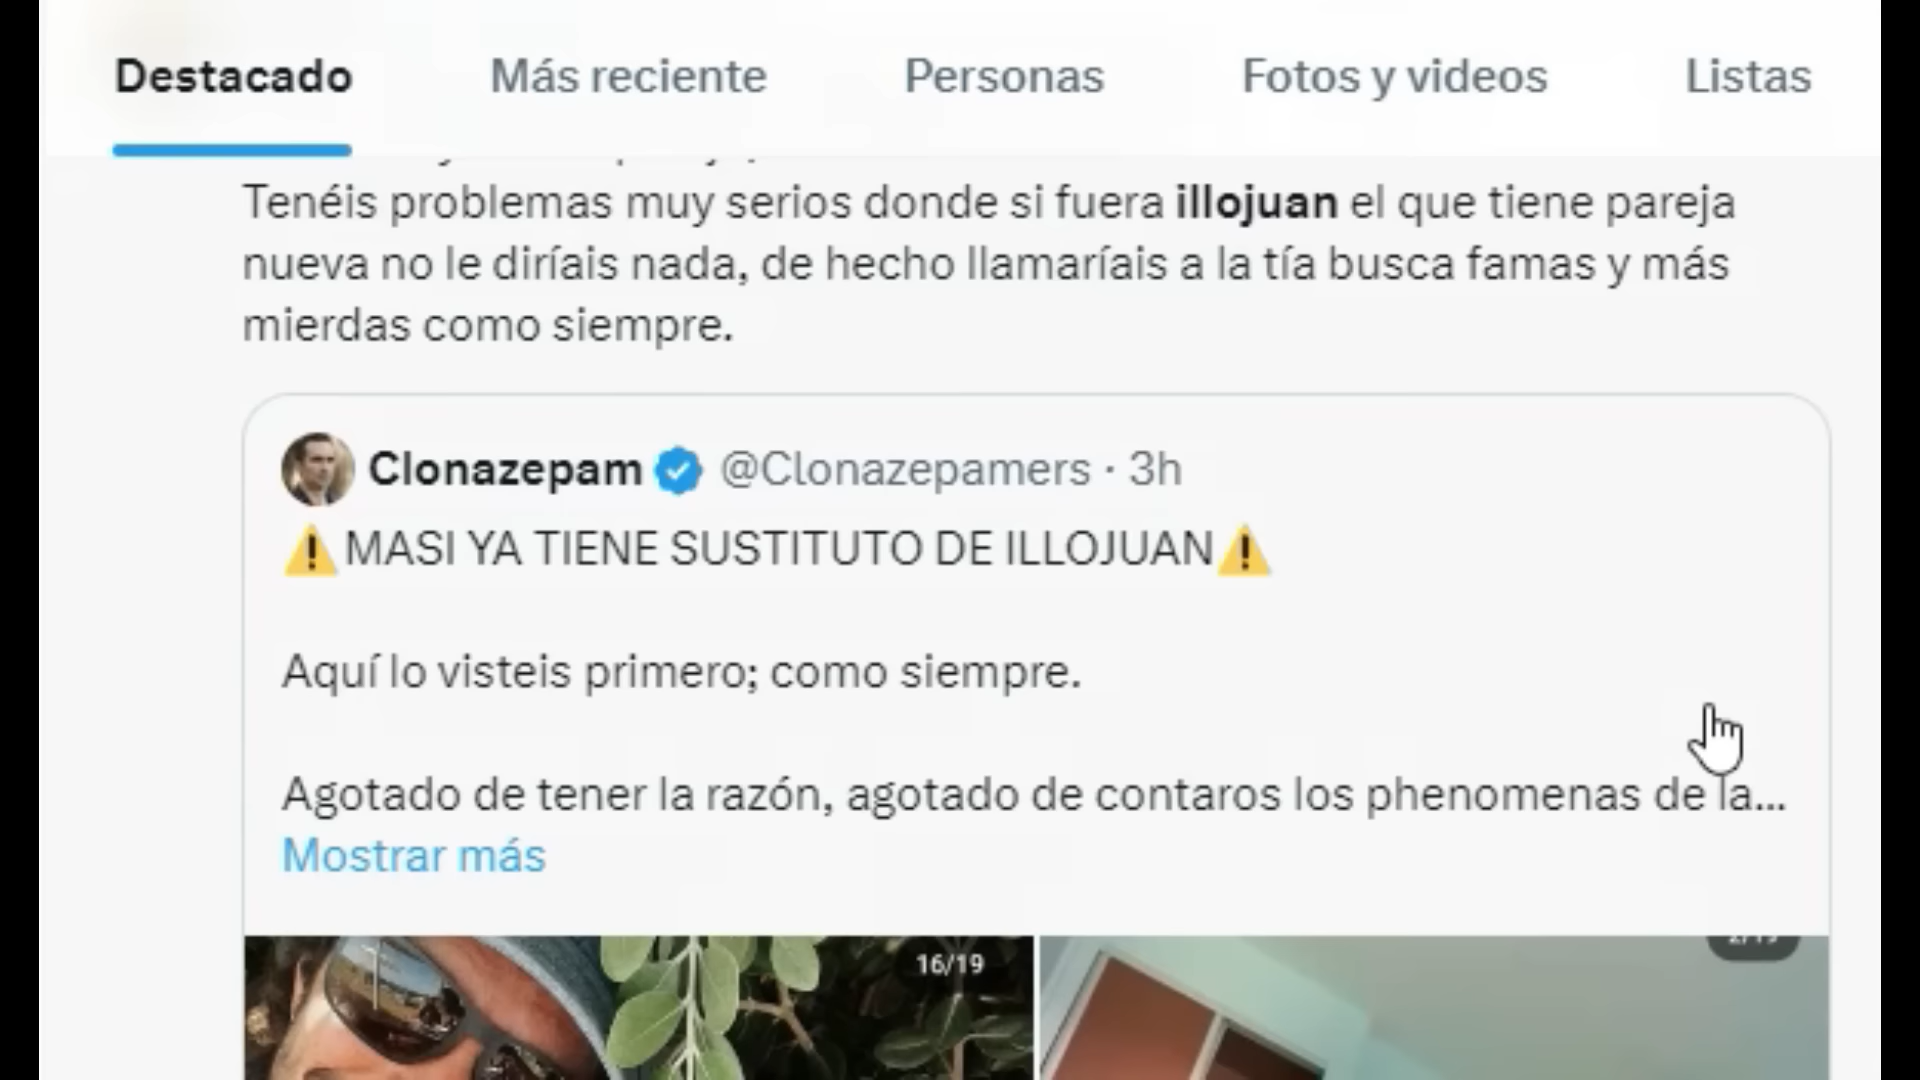 Destacado Más reciente Personas Fotos y videos Listas
Tenéis problemas muy serios donde si fuera illojuan el que tiene pareja
nueva no le diríais nada, de hecho llamaríais a la tía busca famas y más
mierdas como siempre.
Clonazepam @Clonazepamers · 3h
⚠️MASI YA TIENE SUSTITUTO DE ILLOJUAN⚠️
Aquí lo visteis primero; como siempre.
Agotado de tener la razón, agotado de contaros los phenomenas de la...
Mostrar más
16/19